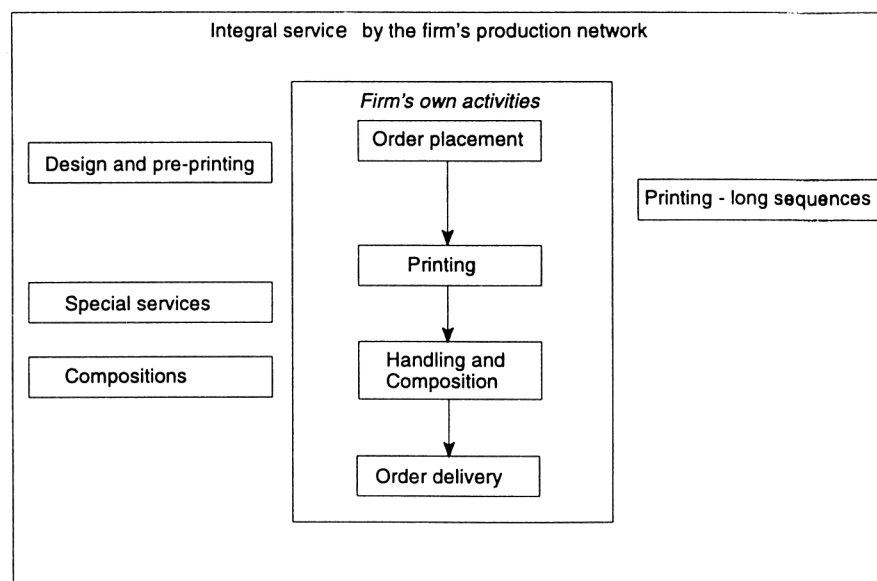 Integral service by the firm's production network
Firm's own activities
Order placement
Design and pre-printing
Printing - long sequences
Printing
Special services
Handling and
Composition
Compositions
Order delivery